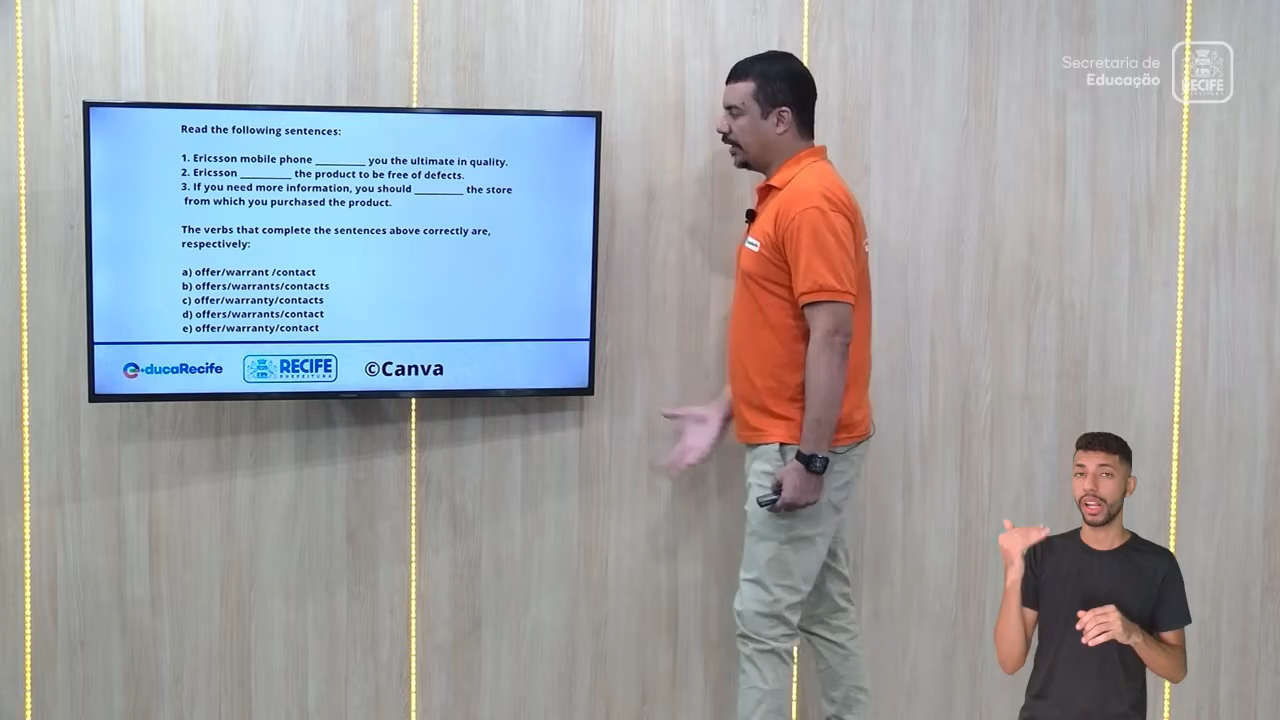 Secretaria de
Educação
RECIFE
PREFEITURA
Read the following sentences:
1. Ericsson mobile phone __________ you the ultimate in quality.
2. Ericsson __________ the product to be free of defects.
3. If you need more information, you should __________ the store
from which you purchased the product.
The verbs that complete the sentences above correctly are,
respectively:
a) offer/warrant /contact
b) offers/warrants/contacts
c) offer/warranty/contacts
d) offers/warrants/contact
e) offer/warranty/contact
e·ducaRecife
RECIFE
PREFEITURA
©Canva